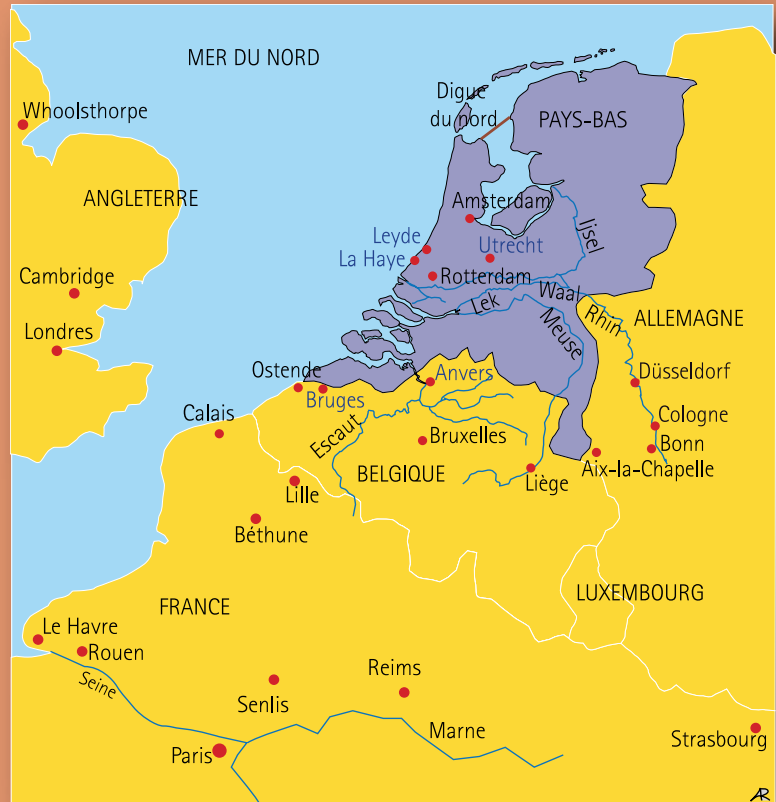 MER DU NORD
Whoolsthorpe
Digue
du nord
PAYS-BAS
ANGLETERRE
Amsterdam
Leyde
Utrecht
Ijsel
La Haye
Rotterdam
Cambridge
Lek
Waal
Rhin
Meuse
ALLEMAGNE
Londres
Ostende
Anvers
Düsseldorf
Bruges
Calais
Escaut
Bruxelles
Cologne
Bonn
BELGIQUE
Liège
Aix-la-Chapelle
Lille
Béthune
LUXEMBOURG
FRANCE
Le Havre
Rouen
Seine
Reims
Senlis
Marne
Paris
Strasbourg
AR